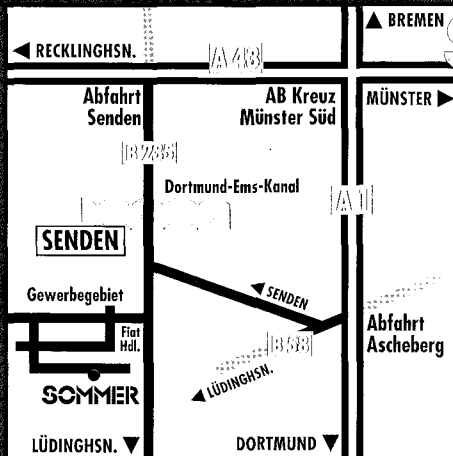 ▲ BREMEN
◀ RECKLINGHSN.
A 43
Abfahrt
Senden
AB Kreuz
Münster Süd
MÜNSTER ▶
B 235
Dortmund-Ems-Kanal
A 1
SENDEN
◀ SENDEN
Gewerbegebiet
Fiat
Hdl.
B 58
Abfahrt
Ascheberg
◀ LÜDINGHSN.
SOMMER
LÜDINGHSN. ▼
DORTMUND ▼